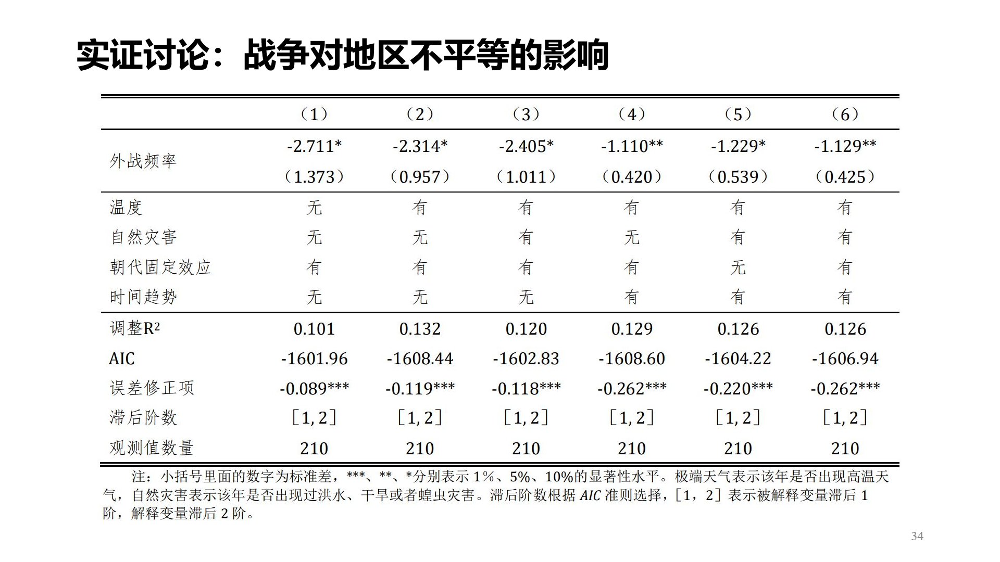 实证讨论：战争对地区不平等的影响
（1） （2） （3） （4） （5） （6）
外战频率 -2.711* -2.314* -2.405* -1.110** -1.229* -1.129**
（1.373） （0.957） （1.011） （0.420） （0.539） （0.425）
温度 无 有 有 有 有 有
自然灾害 无 无 有 无 有 有
朝代固定效应 有 有 有 有 无 有
时间趋势 无 无 无 有 有 有
调整R² 0.101 0.132 0.120 0.129 0.126 0.126
AIC -1601.96 -1608.44 -1602.83 -1608.60 -1604.22 -1606.94
误差修正项 -0.089*** -0.119*** -0.118*** -0.262*** -0.220*** -0.262***
滞后阶数 ［1, 2］ ［1, 2］ ［1, 2］ ［1, 2］ ［1, 2］ ［1, 2］
观测值数量 210 210 210 210 210 210
注：小括号里面的数字为标准差，***、**、*分别表示 1%、5%、10%的显著性水平。极端天气表示该年是否出现高温天
气，自然灾害表示该年是否出现过洪水、干旱或者蝗虫灾害。滞后阶数根据 AIC 准则选择，［1，2］表示被解释变量滞后 1
阶，解释变量滞后 2 阶。
34